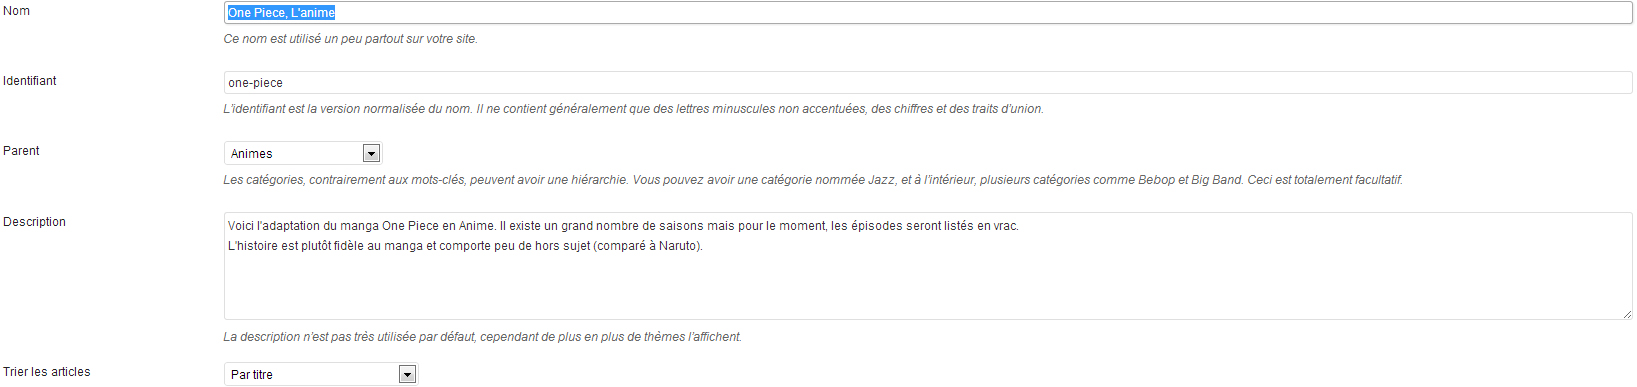 Nom
One Piece, L'anime
Ce nom est utilisé un peu partout sur votre site.
Identifiant
one-piece
L'identifiant est la version normalisée du nom. Il ne contient généralement que des lettres minuscules non accentuées, des chiffres et des traits d'union.
Parent
Animes
Les catégories, contrairement aux mots-clés, peuvent avoir une hiérarchie. Vous pouvez avoir une catégorie nommée Jazz, et à l'intérieur, plusieurs catégories comme Bebop et Big Band. Ceci est totalement facultatif.
Description
Voici l'adaptation du manga One Piece en Anime. Il existe un grand nombre de saisons mais pour le moment, les épisodes seront listés en vrac.
L'histoire est plutôt fidèle au manga et comporte peu de hors sujet (comparé à Naruto).
La description n'est pas très utilisée par défaut, cependant de plus en plus de thèmes l'affichent.
Trier les articles
Par titre